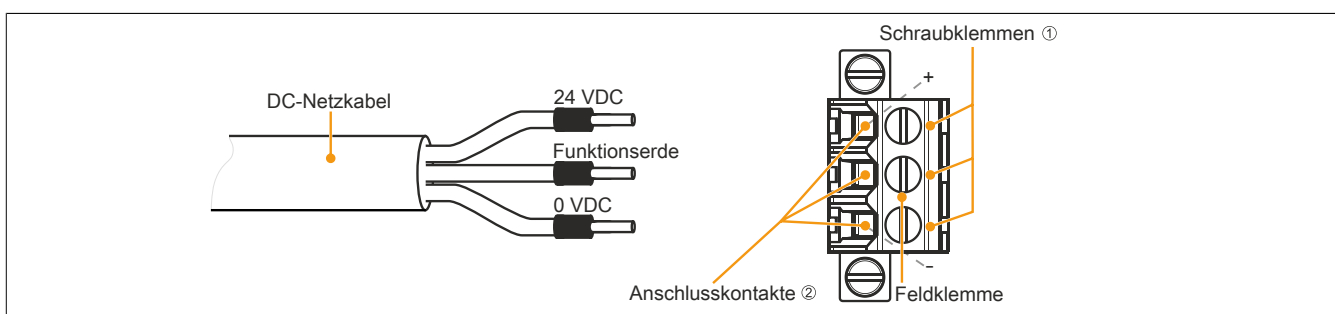 Schraubklemmen ①
+
DC-Netzkabel
24 VDC
Funktionserde
0 VDC
-
Anschlusskontakte ②
Feldklemme